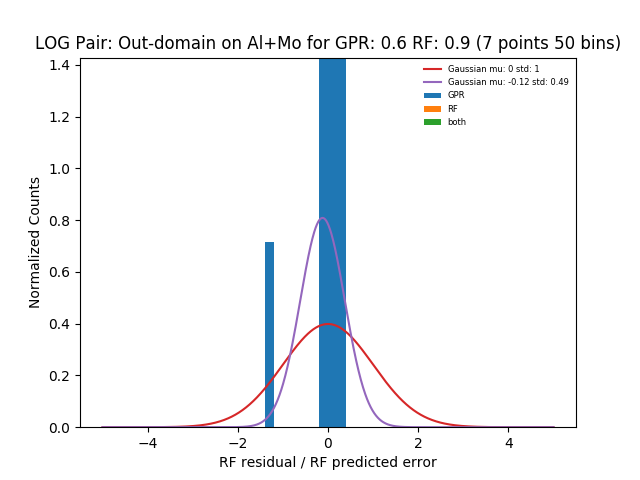 LOG Pair: Out-domain on Al+Mo for GPR: 0.6 RF: 0.9 (7 points 50 bins)
Gaussian mu: 0 std: 1
Gaussian mu: -0.12 std: 0.49
GPR
RF
both
Normalized Counts
1.4
1.2
1.0
0.8
0.6
0.4
0.2
0.0
−4
−2
0
2
4
RF residual / RF predicted error